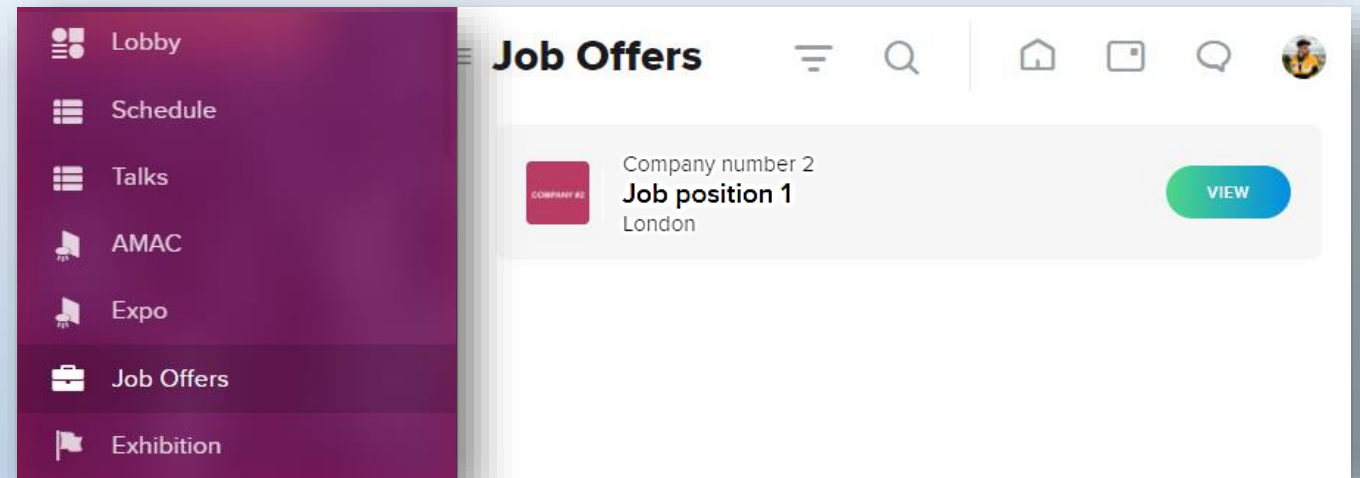 Lobby
Schedule
Talks
AMAC
Expo
Job Offers
Exhibition
Job Offers
COMPANY #2
Company number 2
Job position 1
London
VIEW